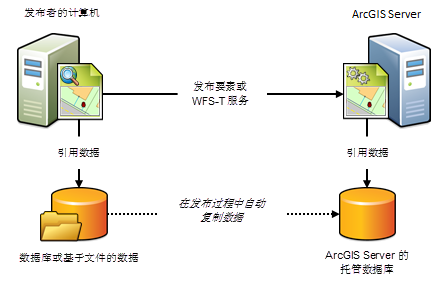 发布者的计算机
ArcGIS Server
发布要素或
WFS-T 服务
引用数据
引用数据
在发布过程中自动
复制数据
数据库或基于文件的数据
ArcGIS Server 的
托管数据库